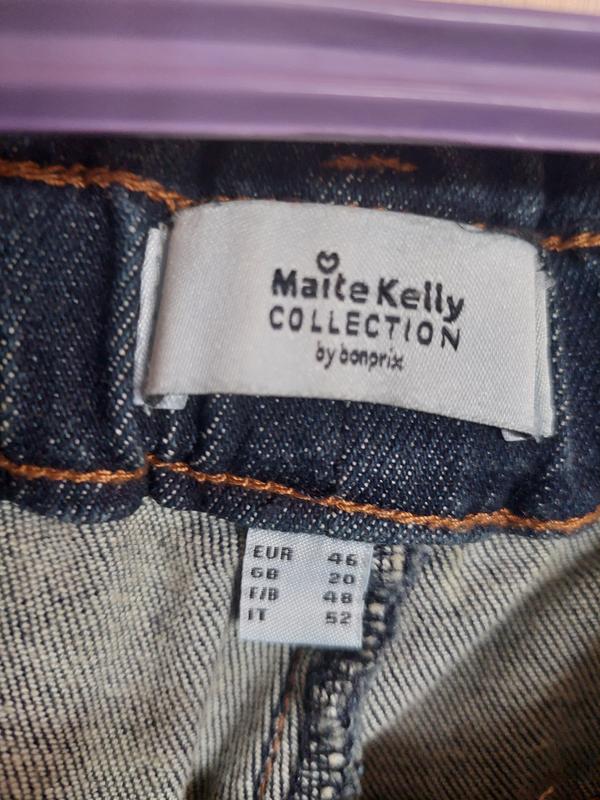 Maite Kelly
COLLECTION
by bonprix
EUR 46
GB 20
F/B 48
IT 52